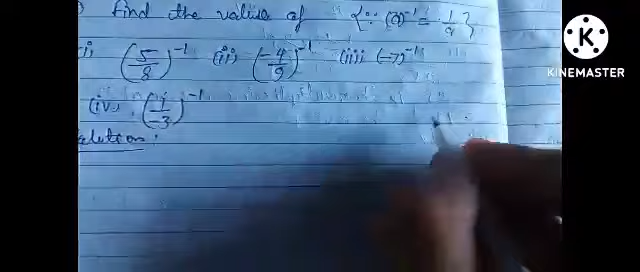 Find the values of {∵ (a)⁻¹ = 1/a}
(i) (5/8)⁻¹ (ii) (-4/9)⁻¹ (iii) (-7)⁻¹
(iv) (1/-3)⁻¹
Solution:
KINEMASTER